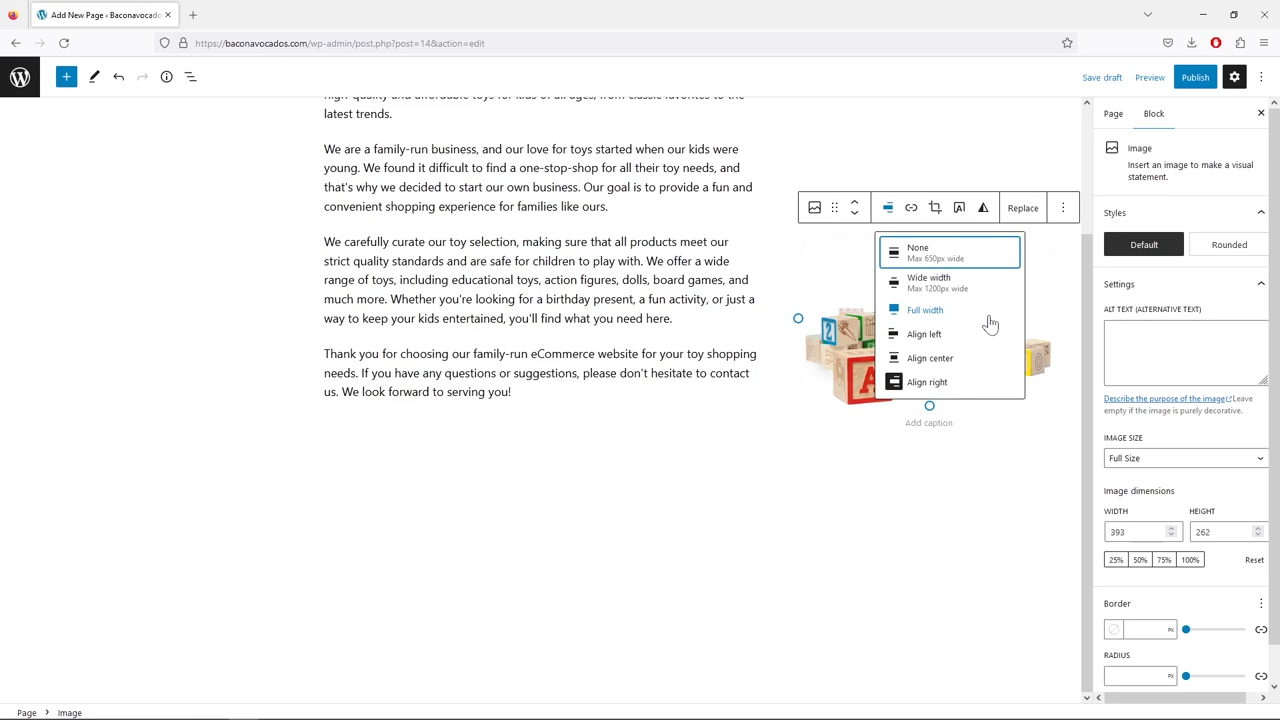 Add New Page ‹ Baconavocado
https://baconavocados.com/wp-admin/post.php?post=14&action=edit
Save draft
Preview
Publish
latest trends.
We are a family-run business, and our love for toys started when our kids were
young. We found it difficult to find a one-stop-shop for all their toy needs, and
that's why we decided to start our own business. Our goal is to provide a fun and
convenient shopping experience for families like ours.
We carefully curate our toy selection, making sure that all products meet our
strict quality standards and are safe for children to play with. We offer a wide
range of toys, including educational toys, action figures, dolls, board games, and
much more. Whether you're looking for a birthday present, a fun activity, or just a
way to keep your kids entertained, you'll find what you need here.
Thank you for choosing our family-run eCommerce website for your toy shopping
needs. If you have any questions or suggestions, please don't hesitate to contact
us. We look forward to serving you!
Replace
None
Max 650px wide
Wide width
Max 1200px wide
Full width
Align left
Align center
Align right
A
Add caption
Page
Block
Image
Insert an image to make a visual
statement.
Styles
Default
Rounded
Settings
ALT TEXT (ALTERNATIVE TEXT)
Describe the purpose of the image Leave
empty if the image is purely decorative.
IMAGE SIZE
Full Size
Image dimensions
WIDTH
HEIGHT
393
262
25%
50%
75%
100%
Reset
Border
PX
RADIUS
PX
Page
Image